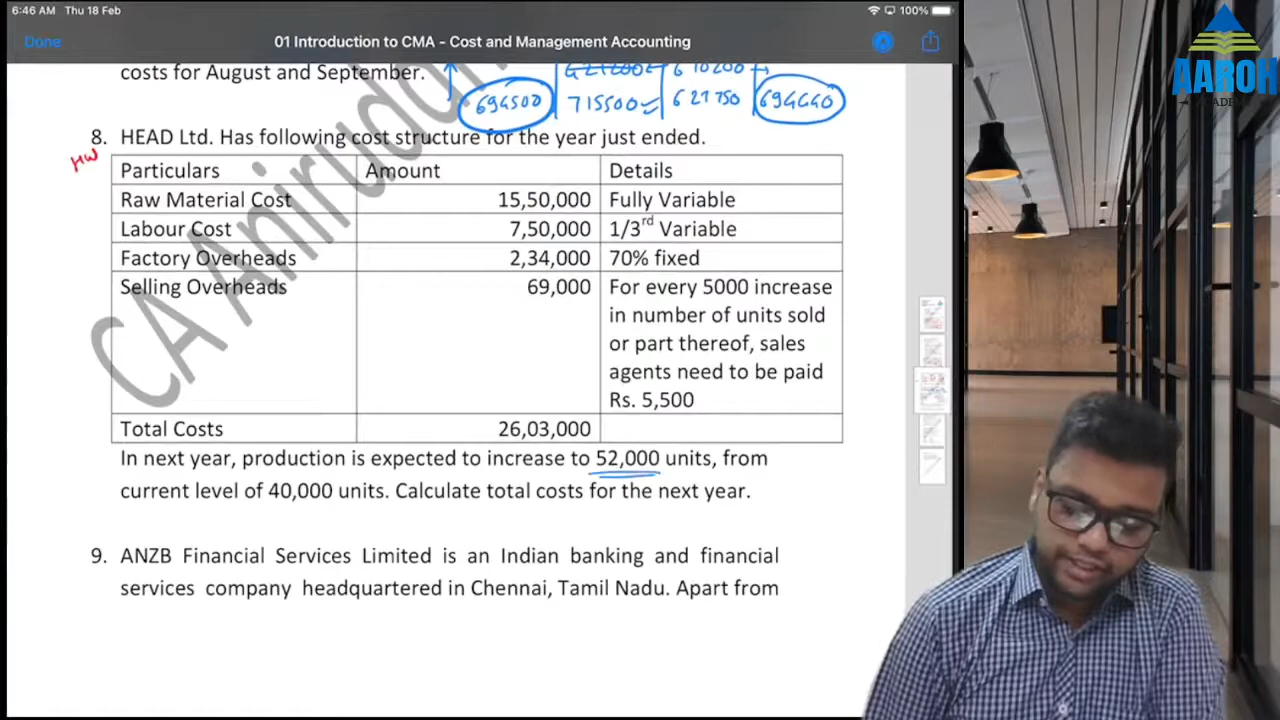 6:46 AM Thu 18 Feb
100%
Done
01 Introduction to CMA - Cost and Management Accounting
AAROH
costs for August and September.
694500
715500
610200
627750
694440
8. HEAD Ltd. Has following cost structure for the year just ended.
HW
Particulars Amount Details
Raw Material Cost 15,50,000 Fully Variable
Labour Cost 7,50,000 1/3rd Variable
Factory Overheads 2,34,000 70% fixed
Selling Overheads 69,000 For every 5000 increase
in number of units sold
or part thereof, sales
agents need to be paid
Rs. 5,500
Total Costs 26,03,000
In next year, production is expected to increase to 52,000 units, from
current level of 40,000 units. Calculate total costs for the next year.
9. ANZB Financial Services Limited is an Indian banking and financial
services company headquartered in Chennai, Tamil Nadu. Apart from